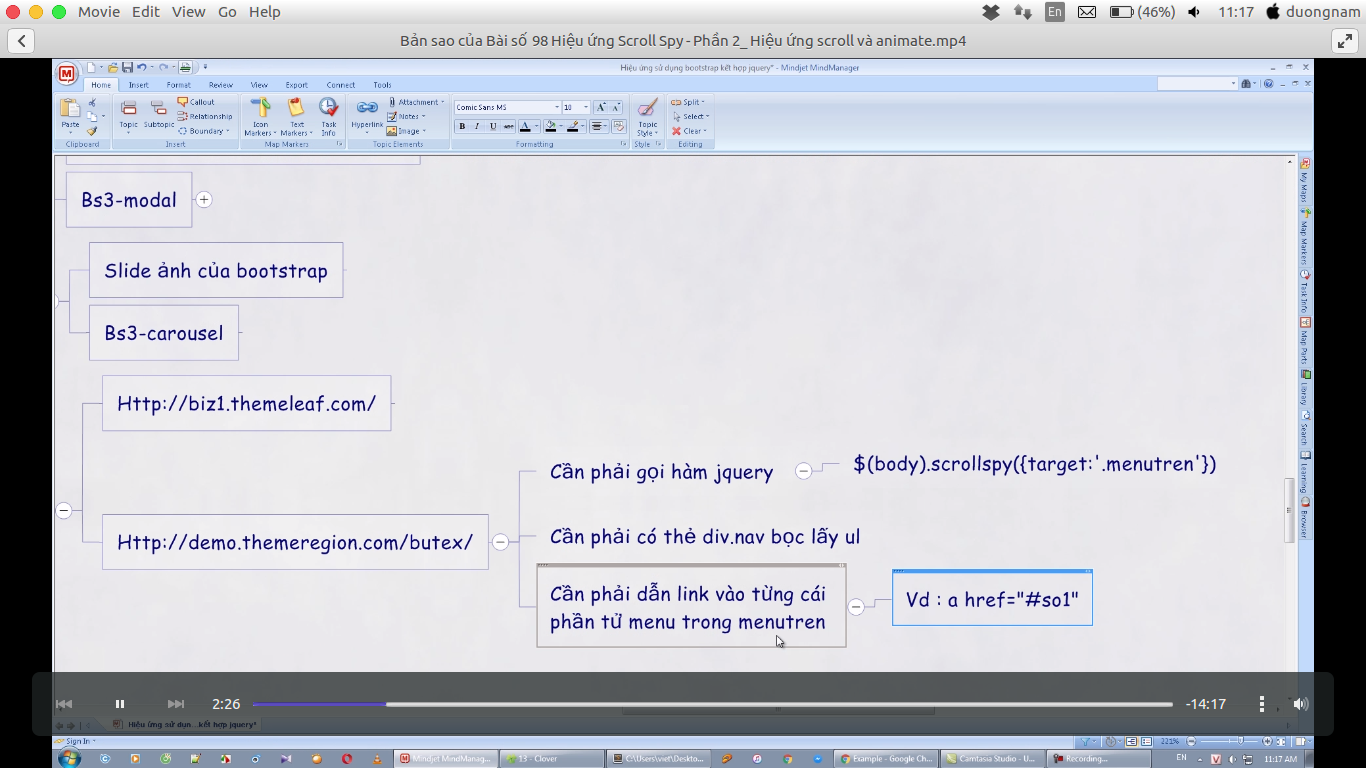 Movie Edit View Go Help
En (46%) 11:17 duongnam
Bản sao của Bài số 98 Hiệu ứng Scroll Spy - Phần 2_ Hiệu ứng scroll và animate.mp4
Hiệu ứng sử dụng bootstrap kết hợp jquery* - Mindjet MindManager
Home Insert Format Review View Export Connect Tools
Paste
Clipboard
Topic Subtopic
Callout
Relationship
Boundary
Insert
Icon Markers
Text Markers
Task Info
Map Markers
Hyperlink
Attachment
Notes
Image
Topic Elements
Comic Sans MS 10
B I U abc
Formatting
Topic Style
Style
Split
Select
Clear
Editing
My Maps
Map Markers
Task Info
Map Parts
Library
Search
Learning
Browser
Bs3-modal
Slide ảnh của bootstrap
Bs3-carousel
Http://biz1.themeleaf.com/
Http://demo.themeregion.com/butex/
Cần phải gọi hàm jquery
$(body).scrollspy({target:'.menutren'})
Cần phải có thẻ div.nav bọc lấy ul
Cần phải dẫn link vào từng cái
phần tử menu trong menutren
Vd : a href="#so1"
2:26 -14:17
Hiệu ứng sử dụn...kết hợp jquery*
Sign In
221%
Mindjet MindManag... 13 - Clover C:\Users\viet\Deskto... Example - Google Ch... Camtasia Studio - U... Recording... EN 11:17 AM